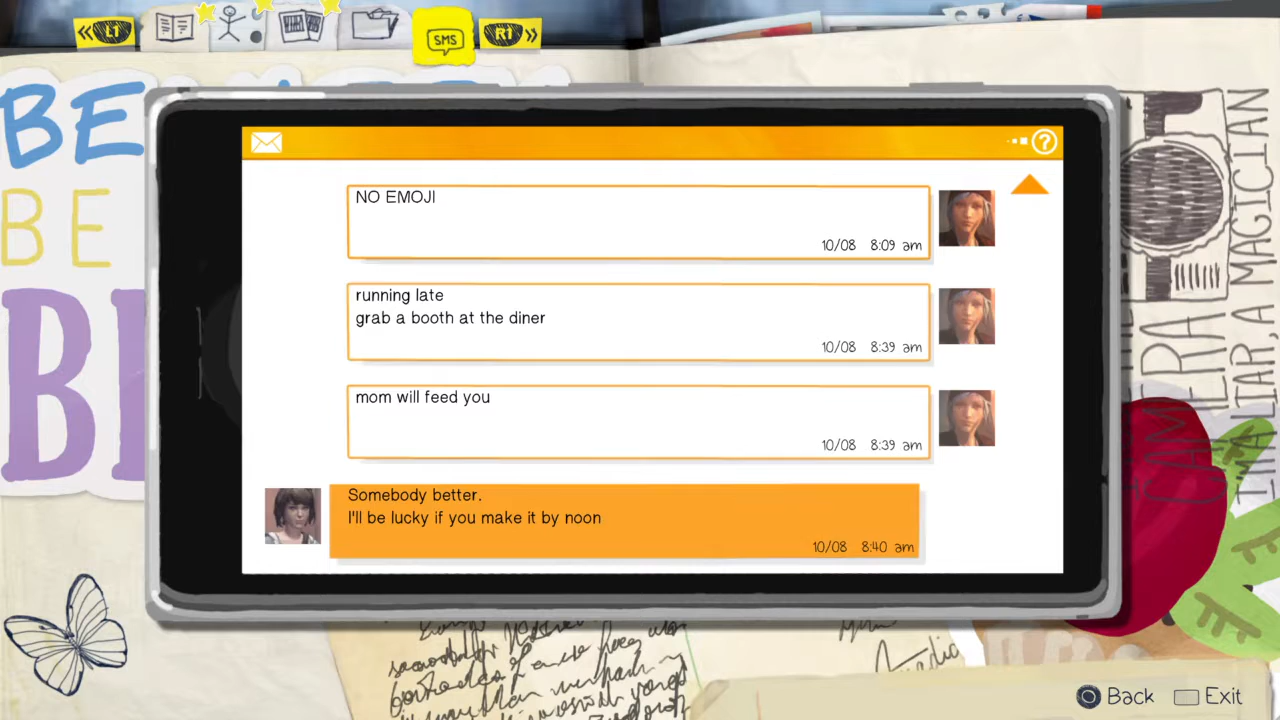 L1
SMS
R1
BE
BE
NO EMOJI
10/08 8:09 am
running late
grab a booth at the diner
10/08 8:39 am
mom will feed you
10/08 8:39 am
Somebody better.
I'll be lucky if you make it by noon
10/08 8:40 am
LIAR, A MAGICIAN
Back
Exit